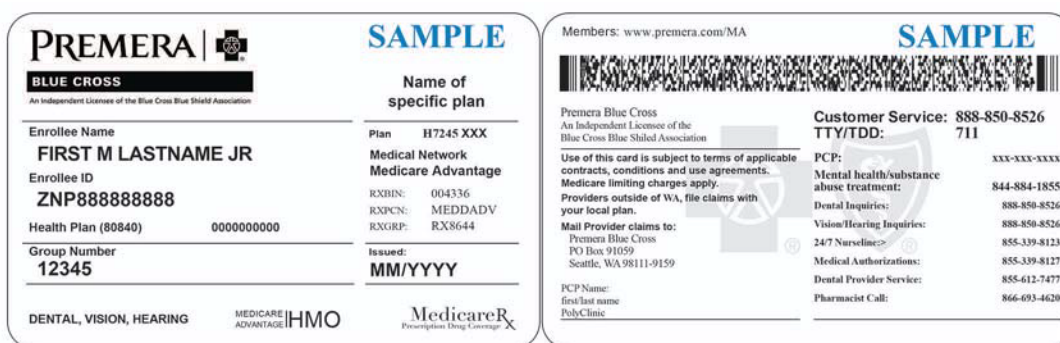 PREMERA
BLUE CROSS
An Independent Licensee of the Blue Cross Blue Shield Association
SAMPLE
Name of
specific plan
Enrollee Name
FIRST M LASTNAME JR
Enrollee ID
ZNP888888888
Health Plan (80840) 0000000000
Group Number
12345
Plan H7245 XXX
Medical Network
Medicare Advantage
RXBIN: 004336
RXPCN: MEDDADV
RXGRP: RX8644
Issued:
MM/YYYY
DENTAL, VISION, HEARING
MEDICARE
ADVANTAGE HMO
MedicareRx
Prescription Drug Coverage
Members: www.premera.com/MA
SAMPLE
Premera Blue Cross
An Independent Licensee of the
Blue Cross Blue Shiled Association
Use of this card is subject to terms of applicable
contracts, conditions and use agreements.
Medicare limiting charges apply.
Providers outside of WA, file claims with
your local plan.
Mail Provider claims to:
Premera Blue Cross
PO Box 91059
Seattle, WA 98111-9159
PCP Name:
first/last name
PolyClinic
Customer Service: 888-850-8526
TTY/TDD: 711
PCP: xxx-xxx-xxxx
Mental health/substance
abuse treatment: 844-884-1855
Dental Inquiries: 888-850-8526
Vision/Hearing Inquiries: 888-850-8526
24/7 Nurseline:> 855-339-8123
Medical Authorizations: 855-339-8127
Dental Provider Service: 855-612-7477
Pharmacist Call: 866-693-4620